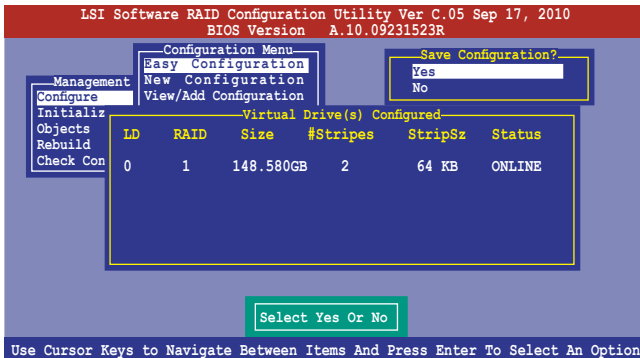 LSI Software RAID Configuration Utility Ver C.05 Sep 17, 2010
BIOS Version A.10.09231523R
Configuration Menu
Easy Configuration
New Configuration
View/Add Configuration
Save Configuration?
Yes
No
Management
Configure
Initializ
Objects
Rebuild
Check Con
Virtual Drive(s) Configured
LD RAID Size #Stripes StripSz Status
0 1 148.580GB 2 64 KB ONLINE
Select Yes Or No
Use Cursor Keys to Navigate Between Items And Press Enter To Select An Option